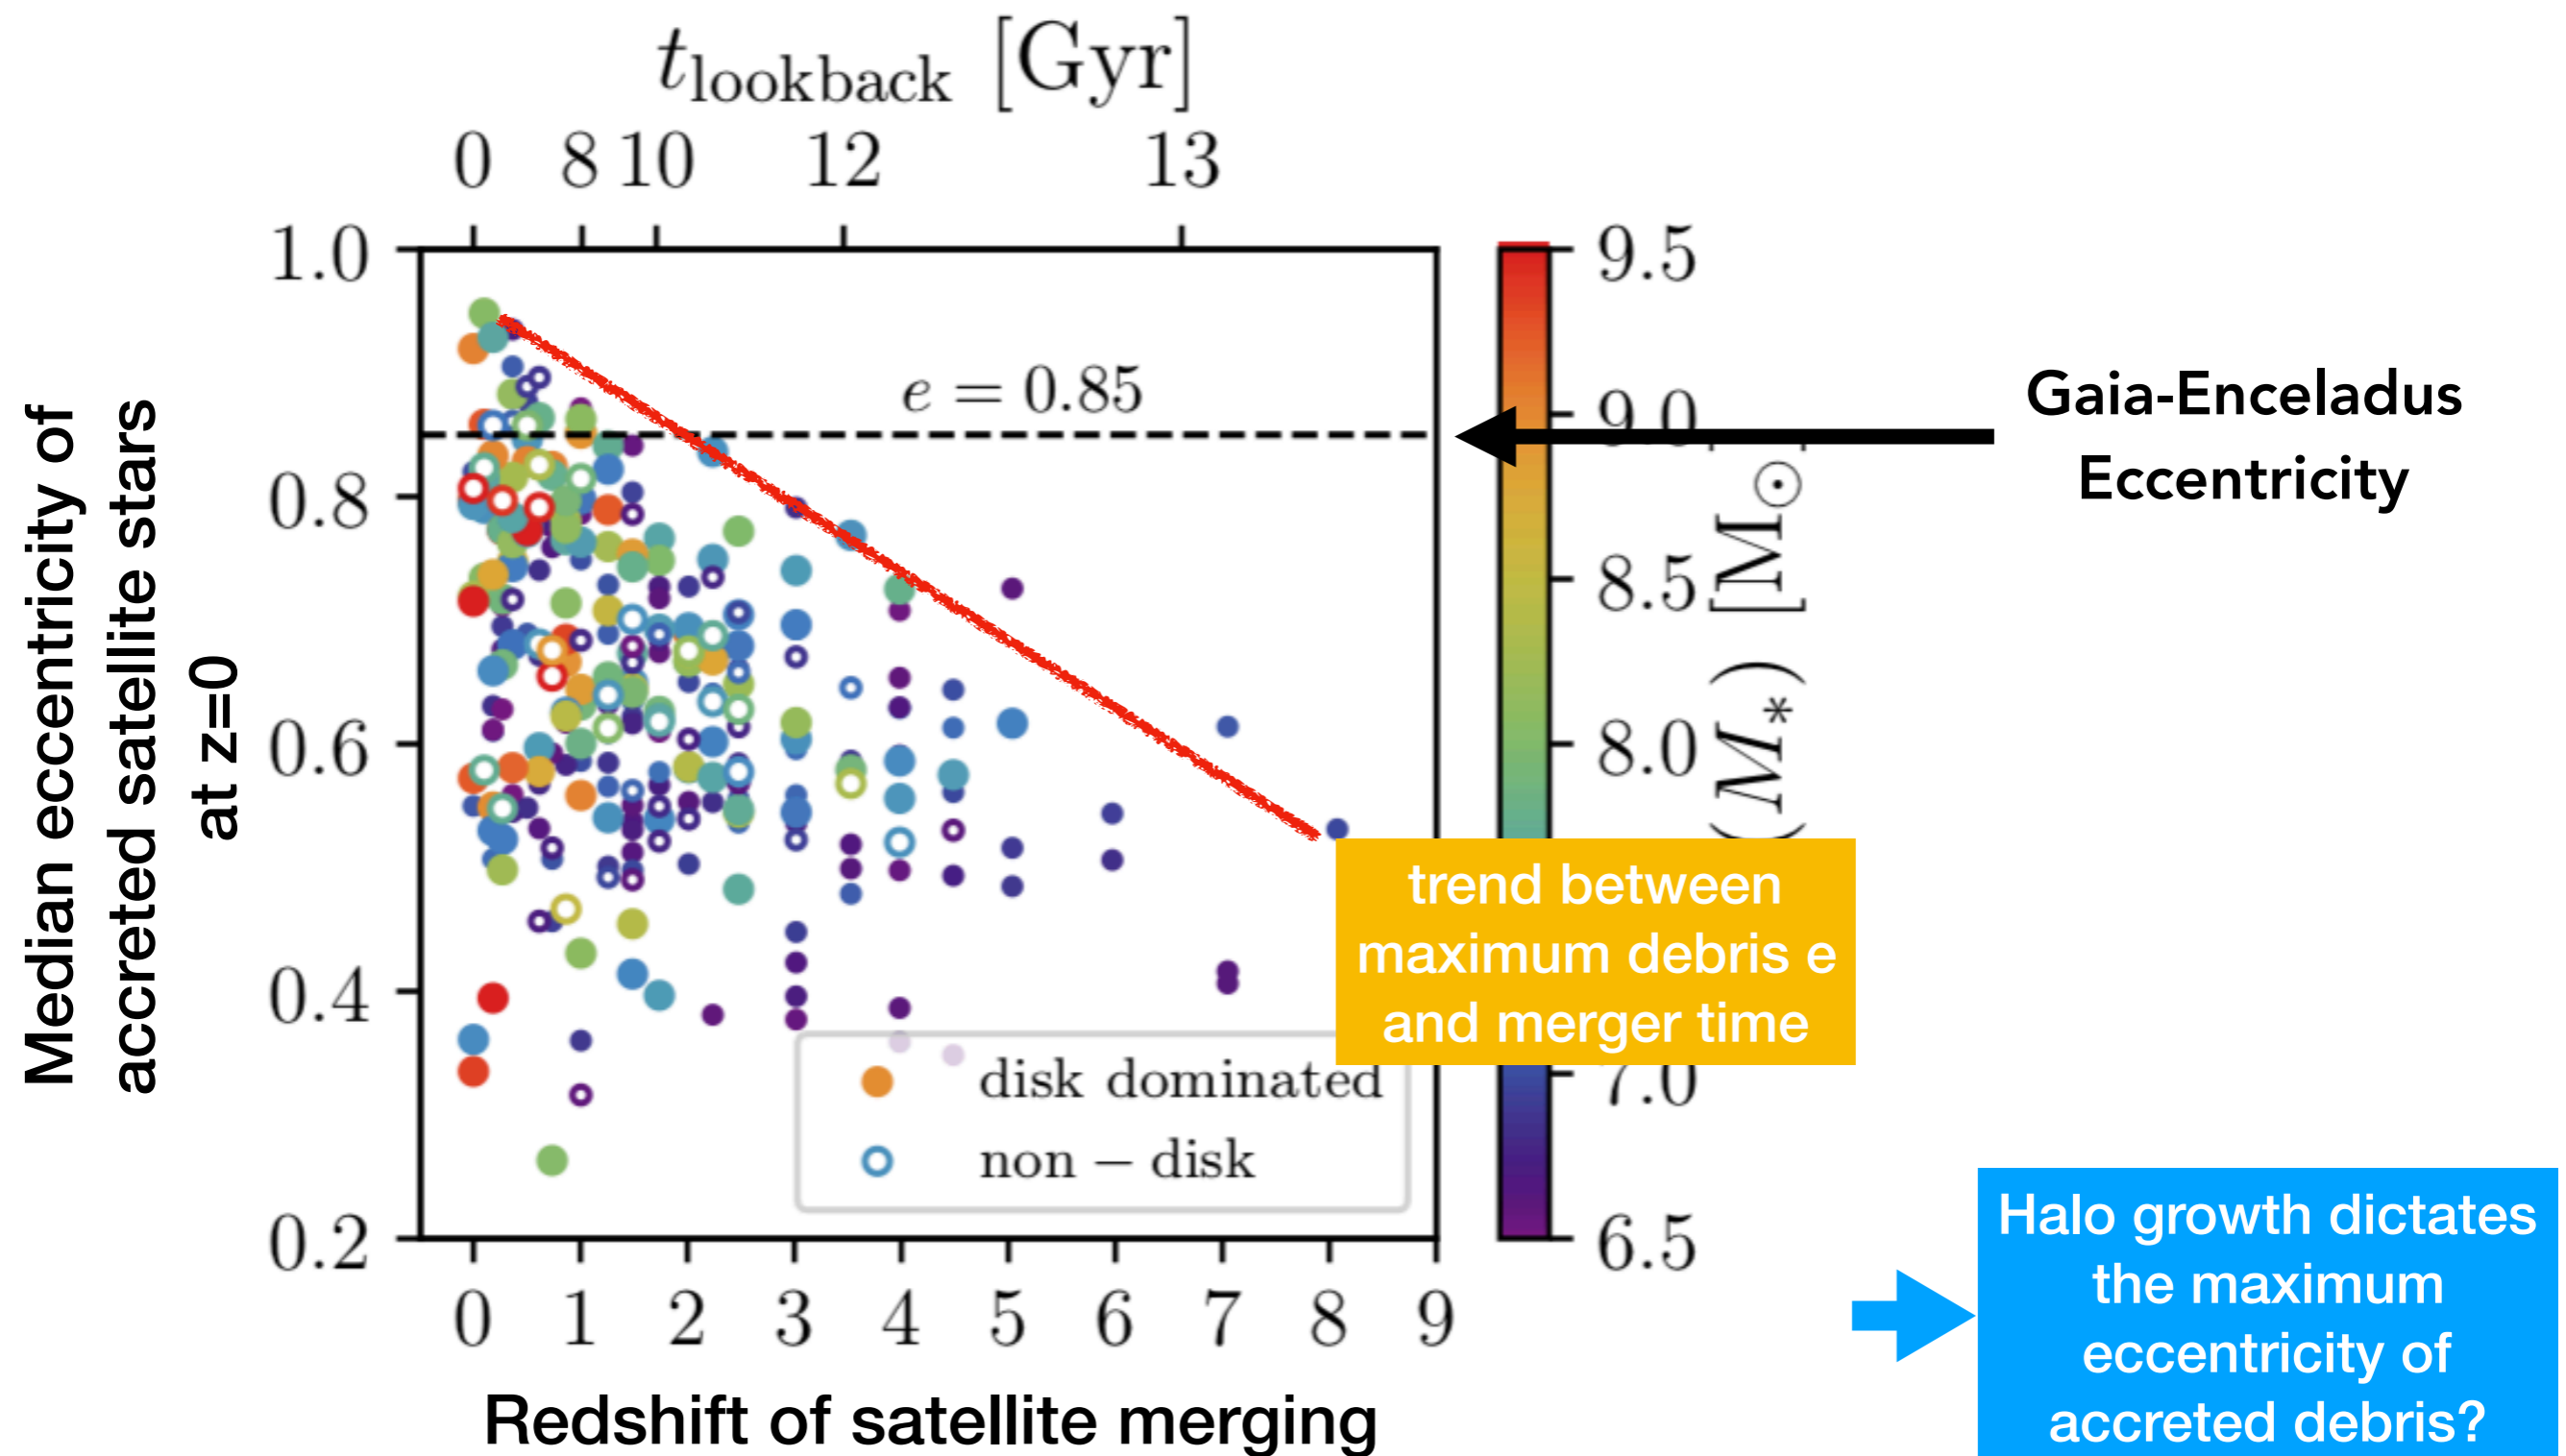 t_lookback [Gyr]
0 8 10 12 13
Median eccentricity of
accreted satellite stars
at z=0
1.0
0.8
0.6
0.4
0.2
e = 0.85
disk dominated
non − disk
0 1 2 3 4 5 6 7 8 9
Redshift of satellite merging
9.5
9.0
8.5
8.0
7.0
6.5
(M_*) [M⊙]
Gaia-Enceladus
Eccentricity
trend between
maximum debris e
and merger time
Halo growth dictates
the maximum
eccentricity of
accreted debris?